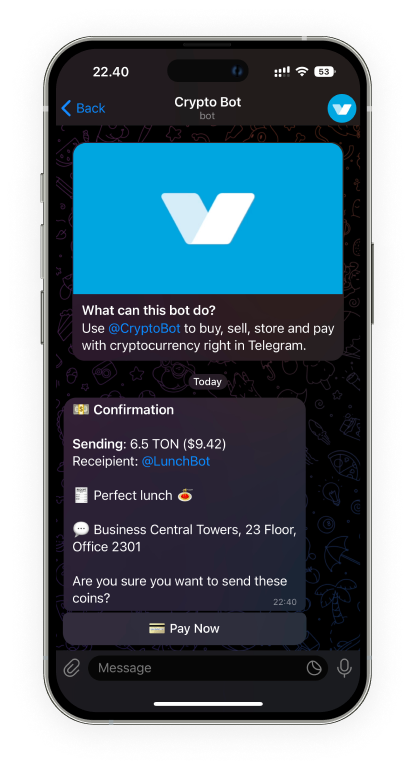 22.40
53
Back
Crypto Bot
bot
What can this bot do?
Use @CryptoBot to buy, sell, store and pay
with cryptocurrency right in Telegram.
Today
💵 Confirmation
Sending: 6.5 TON ($9.42)
Receipient: @LunchBot
🧾 Perfect lunch 🍝
💬 Business Central Towers, 23 Floor,
Office 2301
Are you sure you want to send these
coins?
22:40
💳 Pay Now
Message